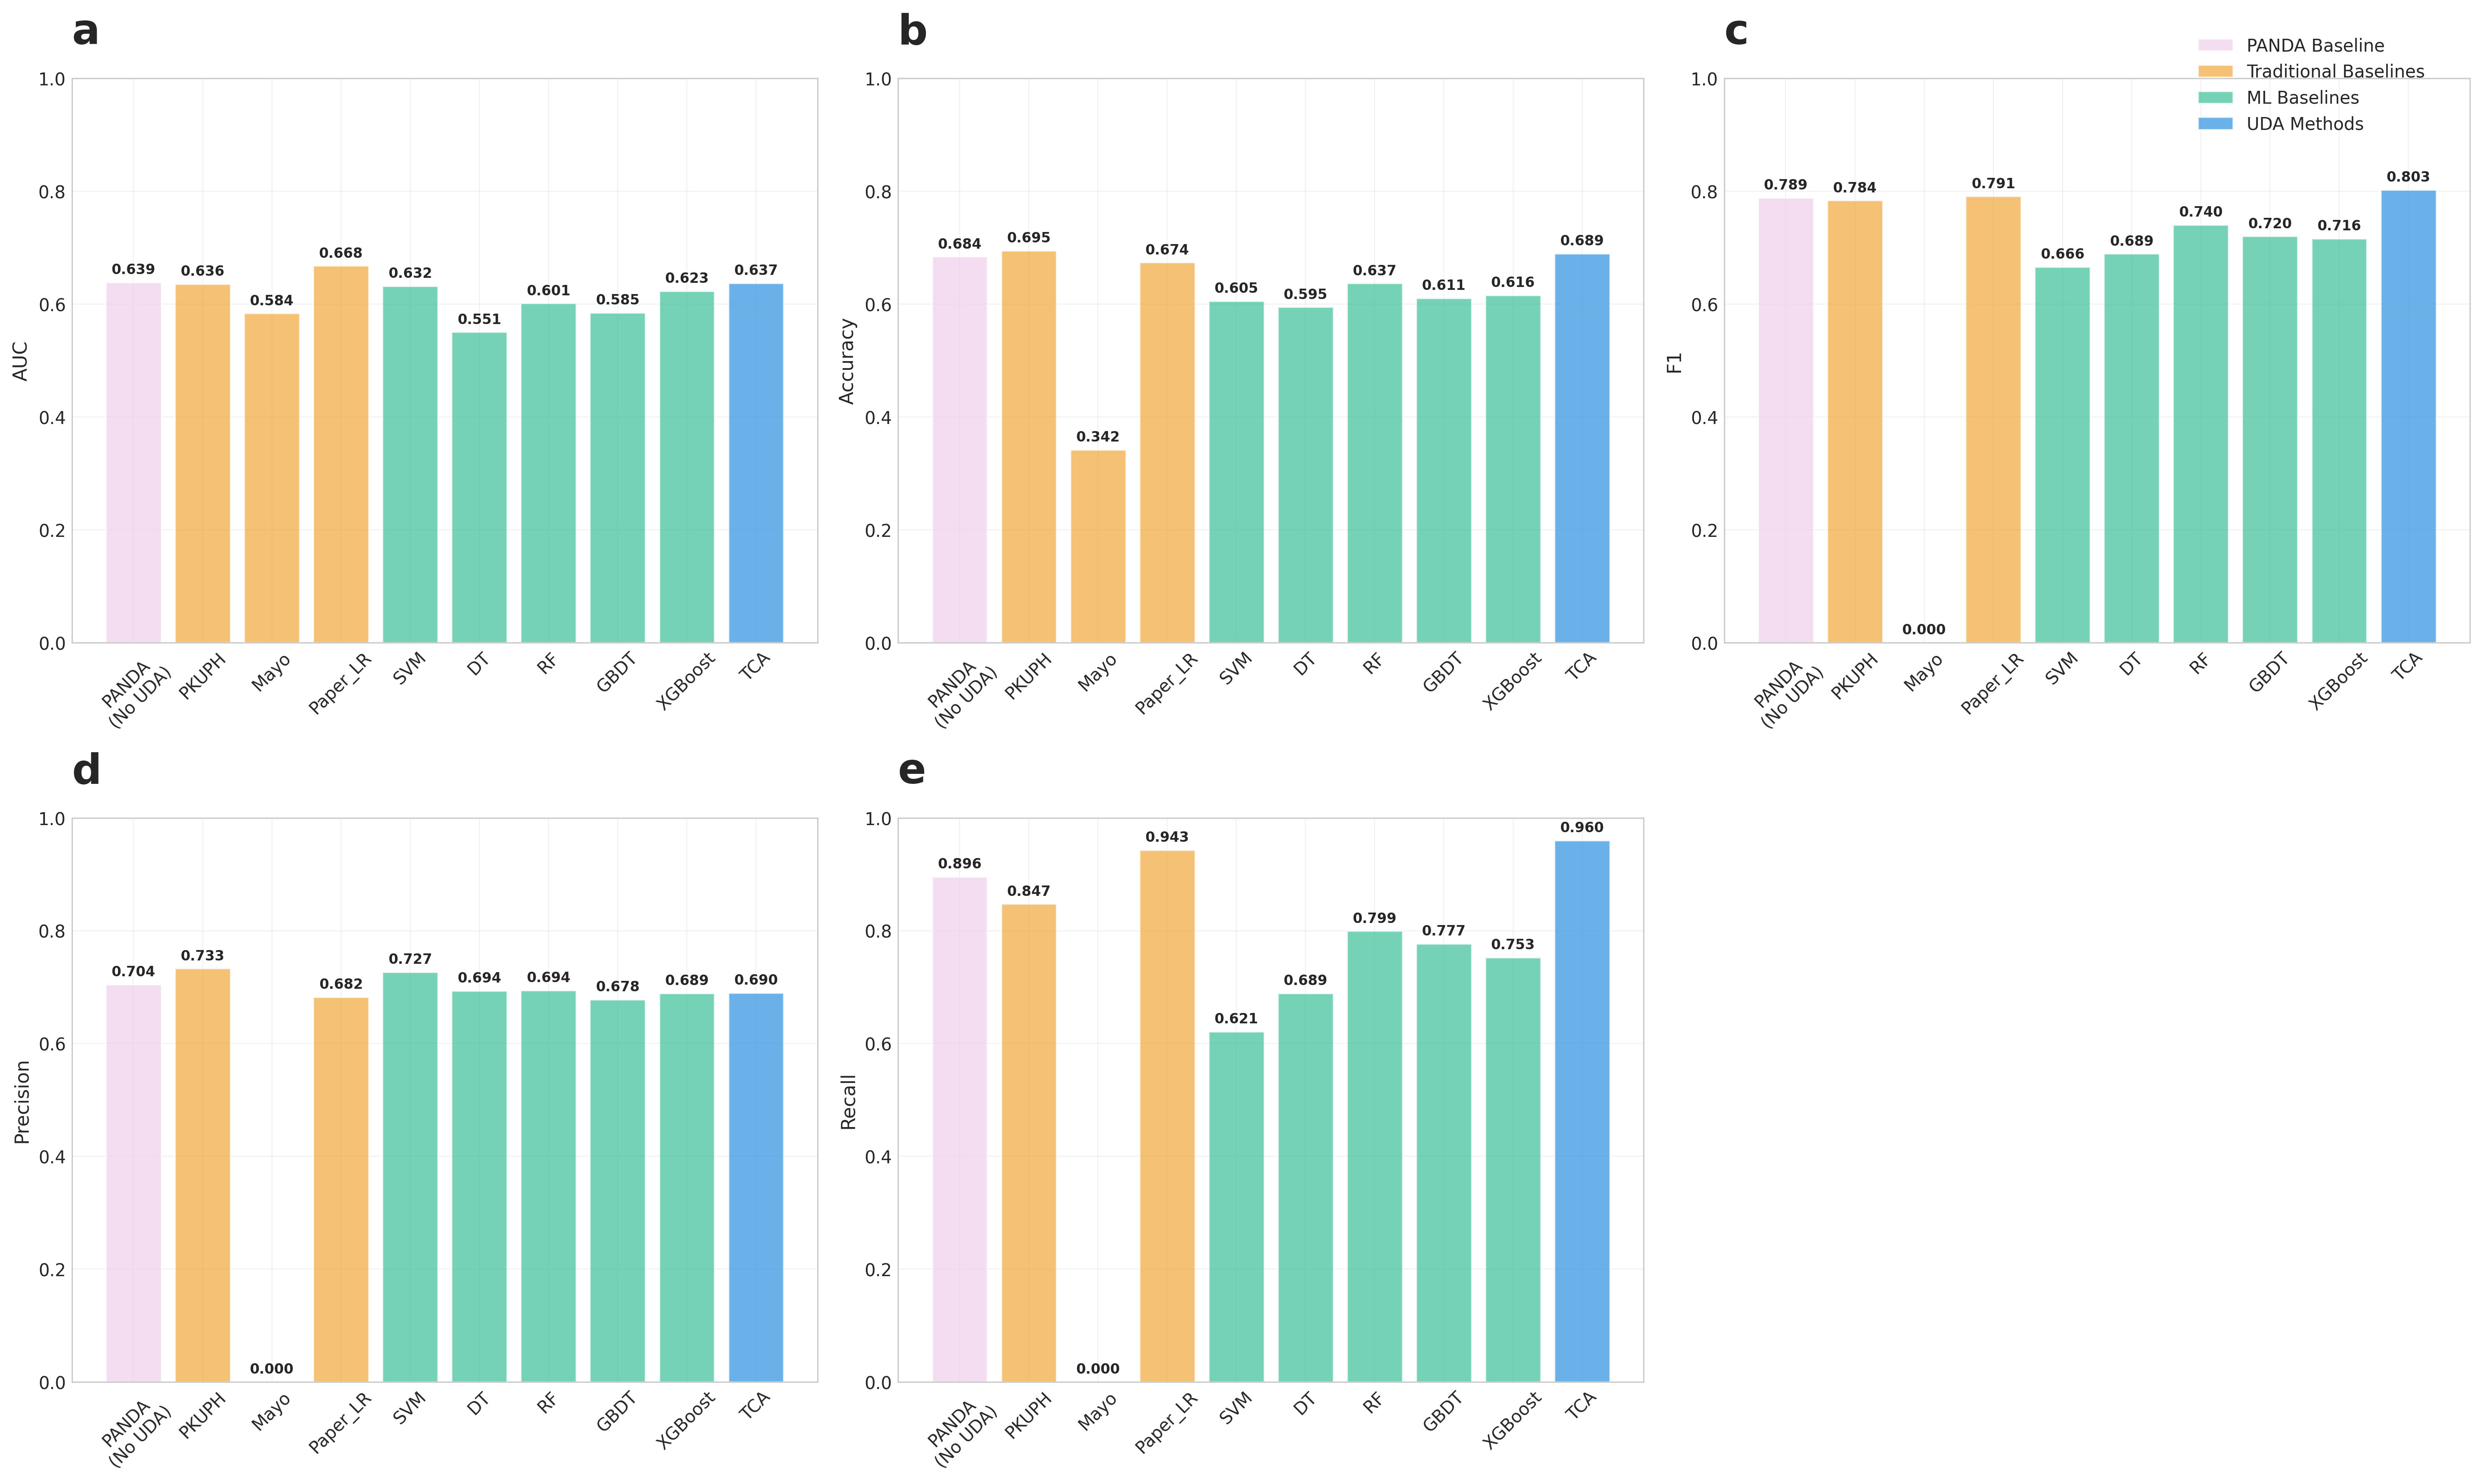 a
1.0
0.8
0.6
0.4
0.2
0.0
AUC
0.639
0.636
0.584
0.668
0.632
0.551
0.601
0.585
0.623
0.637
PANDA
(No UDA)
PKUPH
Mayo
Paper_LR
SVM
DT
RF
GBDT
XGBoost
TCA
b
1.0
0.8
0.6
0.4
0.2
0.0
Accuracy
0.684
0.695
0.342
0.674
0.605
0.595
0.637
0.611
0.616
0.689
PANDA
(No UDA)
PKUPH
Mayo
Paper_LR
SVM
DT
RF
GBDT
XGBoost
TCA
c
PANDA Baseline
Traditional Baselines
ML Baselines
UDA Methods
1.0
0.8
0.6
0.4
0.2
0.0
F1
0.789
0.784
0.000
0.791
0.666
0.689
0.740
0.720
0.716
0.803
PANDA
(No UDA)
PKUPH
Mayo
Paper_LR
SVM
DT
RF
GBDT
XGBoost
TCA
d
1.0
0.8
0.6
0.4
0.2
0.0
Precision
0.704
0.733
0.000
0.682
0.727
0.694
0.694
0.678
0.689
0.690
PANDA
(No UDA)
PKUPH
Mayo
Paper_LR
SVM
DT
RF
GBDT
XGBoost
TCA
e
1.0
0.8
0.6
0.4
0.2
0.0
Recall
0.896
0.847
0.000
0.943
0.621
0.689
0.799
0.777
0.753
0.960
PANDA
(No UDA)
PKUPH
Mayo
Paper_LR
SVM
DT
RF
GBDT
XGBoost
TCA